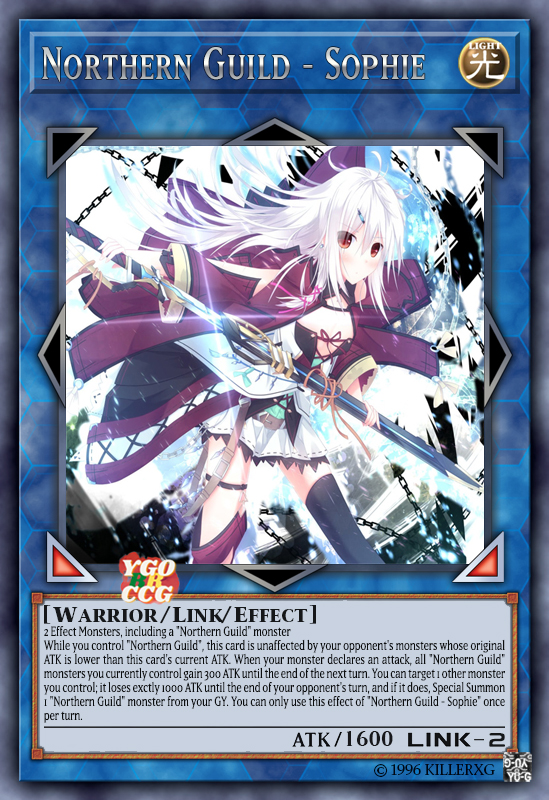 NORTHERN GUILD - SOPHIE
LIGHT
光
YGO
RR
CCG
[WARRIOR/LINK/EFFECT]
2 Effect Monsters, including a "Northern Guild" monster
While you control "Northern Guild", this card is unaffected by your opponent's monsters whose original
ATK is lower than this card's current ATK. When your monster declares an attack, all "Northern Guild"
monsters you currently control gain 300 ATK until the end of the next turn. You can target 1 other monster
you control; it loses exctly 1000 ATK until the end of your opponent's turn, and if it does, Special Summon
1 "Northern Guild" monster from your GY. You can only use this effect of "Northern Guild - Sophie" once
per turn.
ATK/1600 LINK-2
© 1996 KILLERXG
YU-G